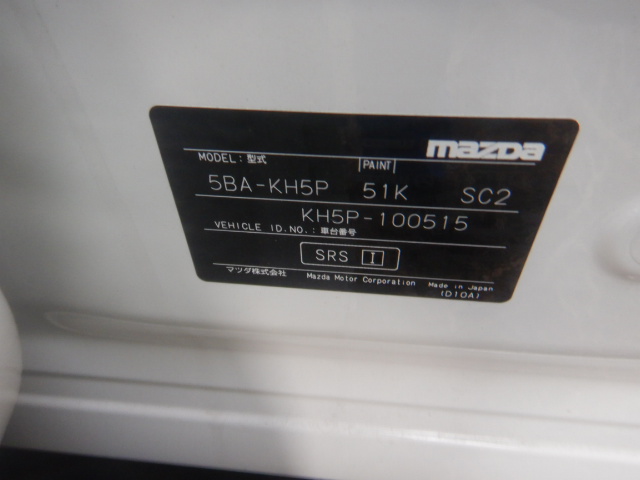 mazda
MODEL: 型式 PAINT
5BA-KH5P 51K SC2
KH5P-100515
VEHICLE ID.NO.: 車台番号
SRS I
マツダ株式会社 Mazda Motor Corporation Made in Japan
(D10A)